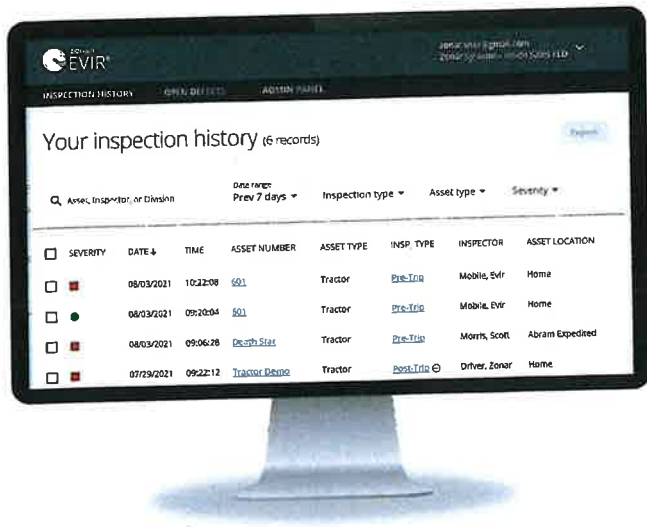 ZONAR
EVIR®
INSPECTION HISTORY OPEN DEFECTS ADMIN PANEL
Your inspection history (6 records)
Export
Asset, Inspector, or Division
Date range
Prev 7 days
Inspection type
Asset type
Severity
SEVERITY DATE TIME ASSET NUMBER ASSET TYPE INSP. TYPE INSPECTOR ASSET LOCATION
08/03/2021 10:22:08 601 Tractor Pre-Trip Mobile, Evir Home
08/03/2021 09:20:04 601 Tractor Pre-Trip Mobile, Evir Home
08/03/2021 09:06:28 Death Star Tractor Pre-Trip Morris, Scott Abram Expedited
07/29/2021 09:22:12 Tractor Demo Tractor Post-Trip Driver, Zonar Home